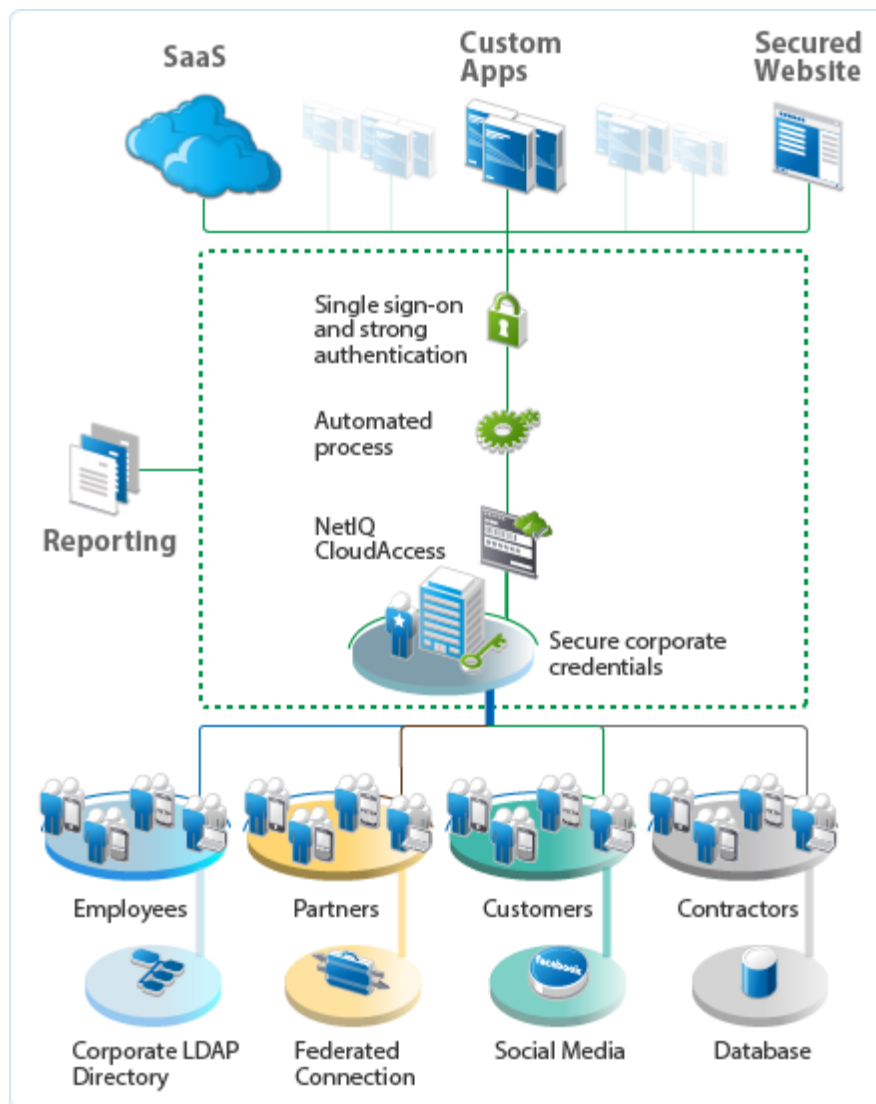 SaaS
Custom
Apps
Secured
Website
Single sign-on
and strong
authentication
Automated
process
Reporting
NetIQ
CloudAccess
Secure corporate
credentials
Employees
Partners
Customers
Contractors
facebook
Corporate LDAP
Directory
Federated
Connection
Social Media
Database